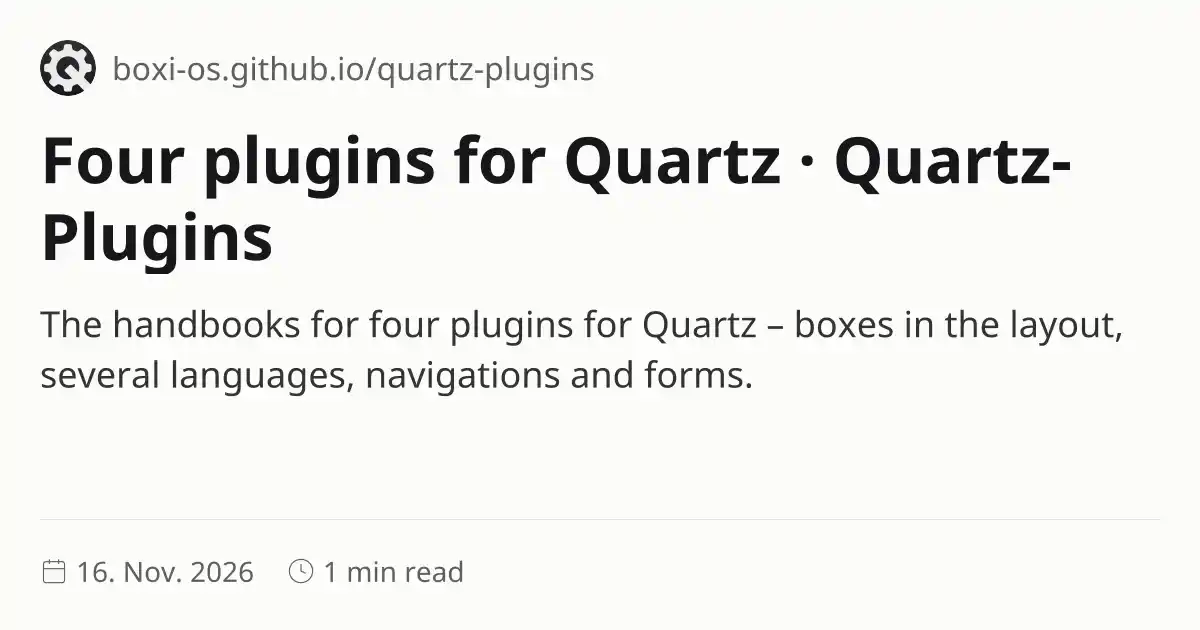 boxi-os.github.io/quartz-plugins
Four plugins for Quartz · Quartz-
Plugins
The handbooks for four plugins for Quartz – boxes in the layout,
several languages, navigations and forms.
16. Nov. 2026 1 min read